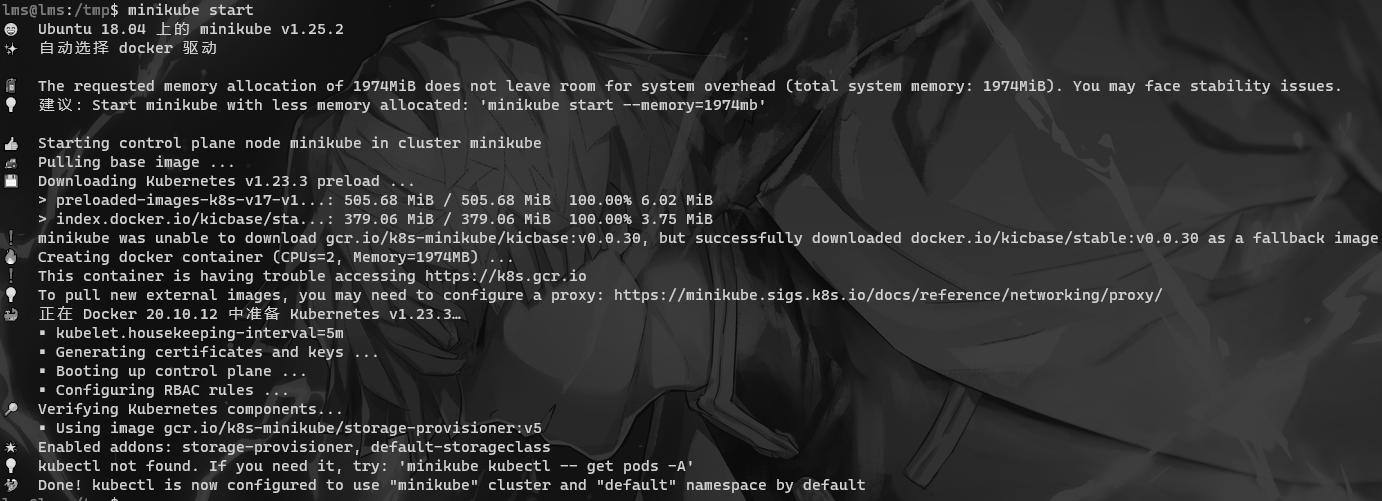 lms@lms:/tmp$ minikube start
😄 Ubuntu 18.04 上的 minikube v1.25.2
✨ 自动选择 docker 驱动
The requested memory allocation of 1974MiB does not leave room for system overhead (total system memory: 1974MiB). You may face stability issues.
💡 建议：Start minikube with less memory allocated: 'minikube start --memory=1974mb'
👍 Starting control plane node minikube in cluster minikube
🚜 Pulling base image ...
💾 Downloading Kubernetes v1.23.3 preload ...
> preloaded-images-k8s-v17-v1...: 505.68 MiB / 505.68 MiB 100.00% 6.02 MiB
> index.docker.io/kicbase/sta...: 379.06 MiB / 379.06 MiB 100.00% 3.75 MiB
❗ minikube was unable to download gcr.io/k8s-minikube/kicbase:v0.0.30, but successfully downloaded docker.io/kicbase/stable:v0.0.30 as a fallback image
🔥 Creating docker container (CPUs=2, Memory=1974MB) ...
❗ This container is having trouble accessing https://k8s.gcr.io
💡 To pull new external images, you may need to configure a proxy: https://minikube.sigs.k8s.io/docs/reference/networking/proxy/
🐳 正在 Docker 20.10.12 中准备 Kubernetes v1.23.3…
▪ kubelet.housekeeping-interval=5m
▪ Generating certificates and keys ...
▪ Booting up control plane ...
▪ Configuring RBAC rules ...
🔎 Verifying Kubernetes components...
▪ Using image gcr.io/k8s-minikube/storage-provisioner:v5
🌟 Enabled addons: storage-provisioner, default-storageclass
💡 kubectl not found. If you need it, try: 'minikube kubectl -- get pods -A'
🏄 Done! kubectl is now configured to use "minikube" cluster and "default" namespace by default